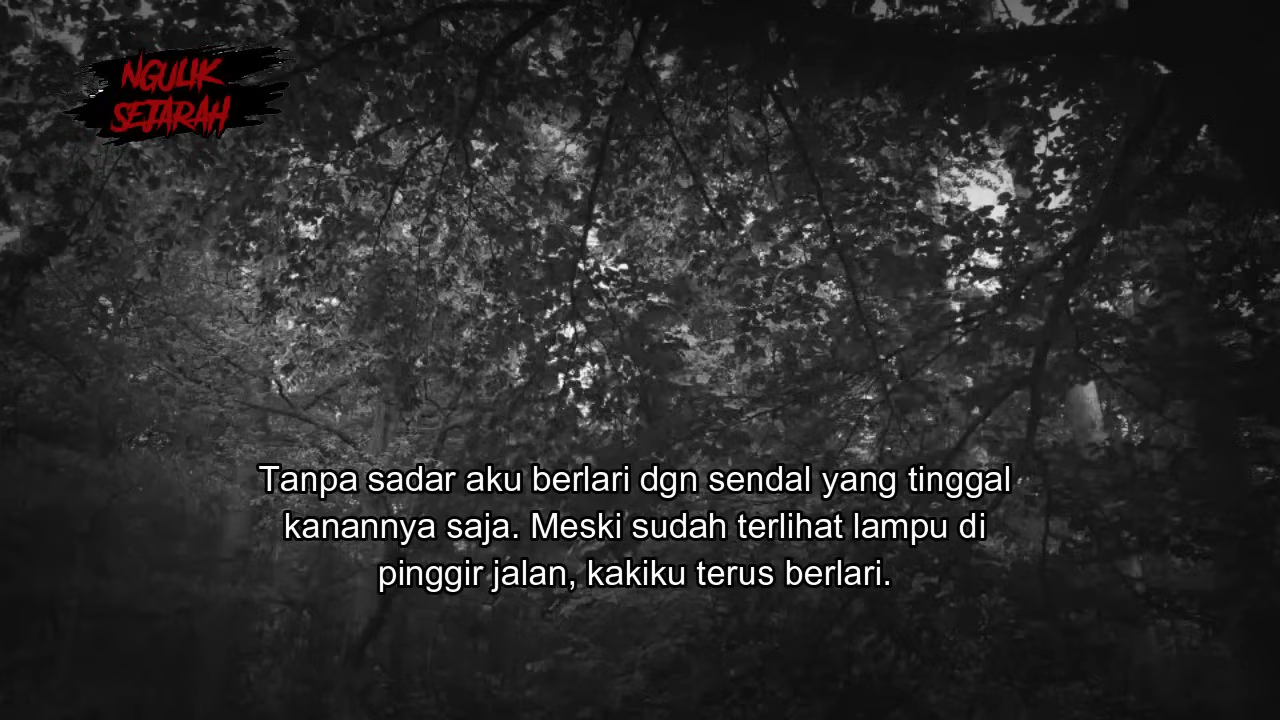 NGULIK
SEJARAH
Tanpa sadar aku berlari dgn sendal yang tinggal
kanannya saja. Meski sudah terlihat lampu di
pinggir jalan, kakiku terus berlari.